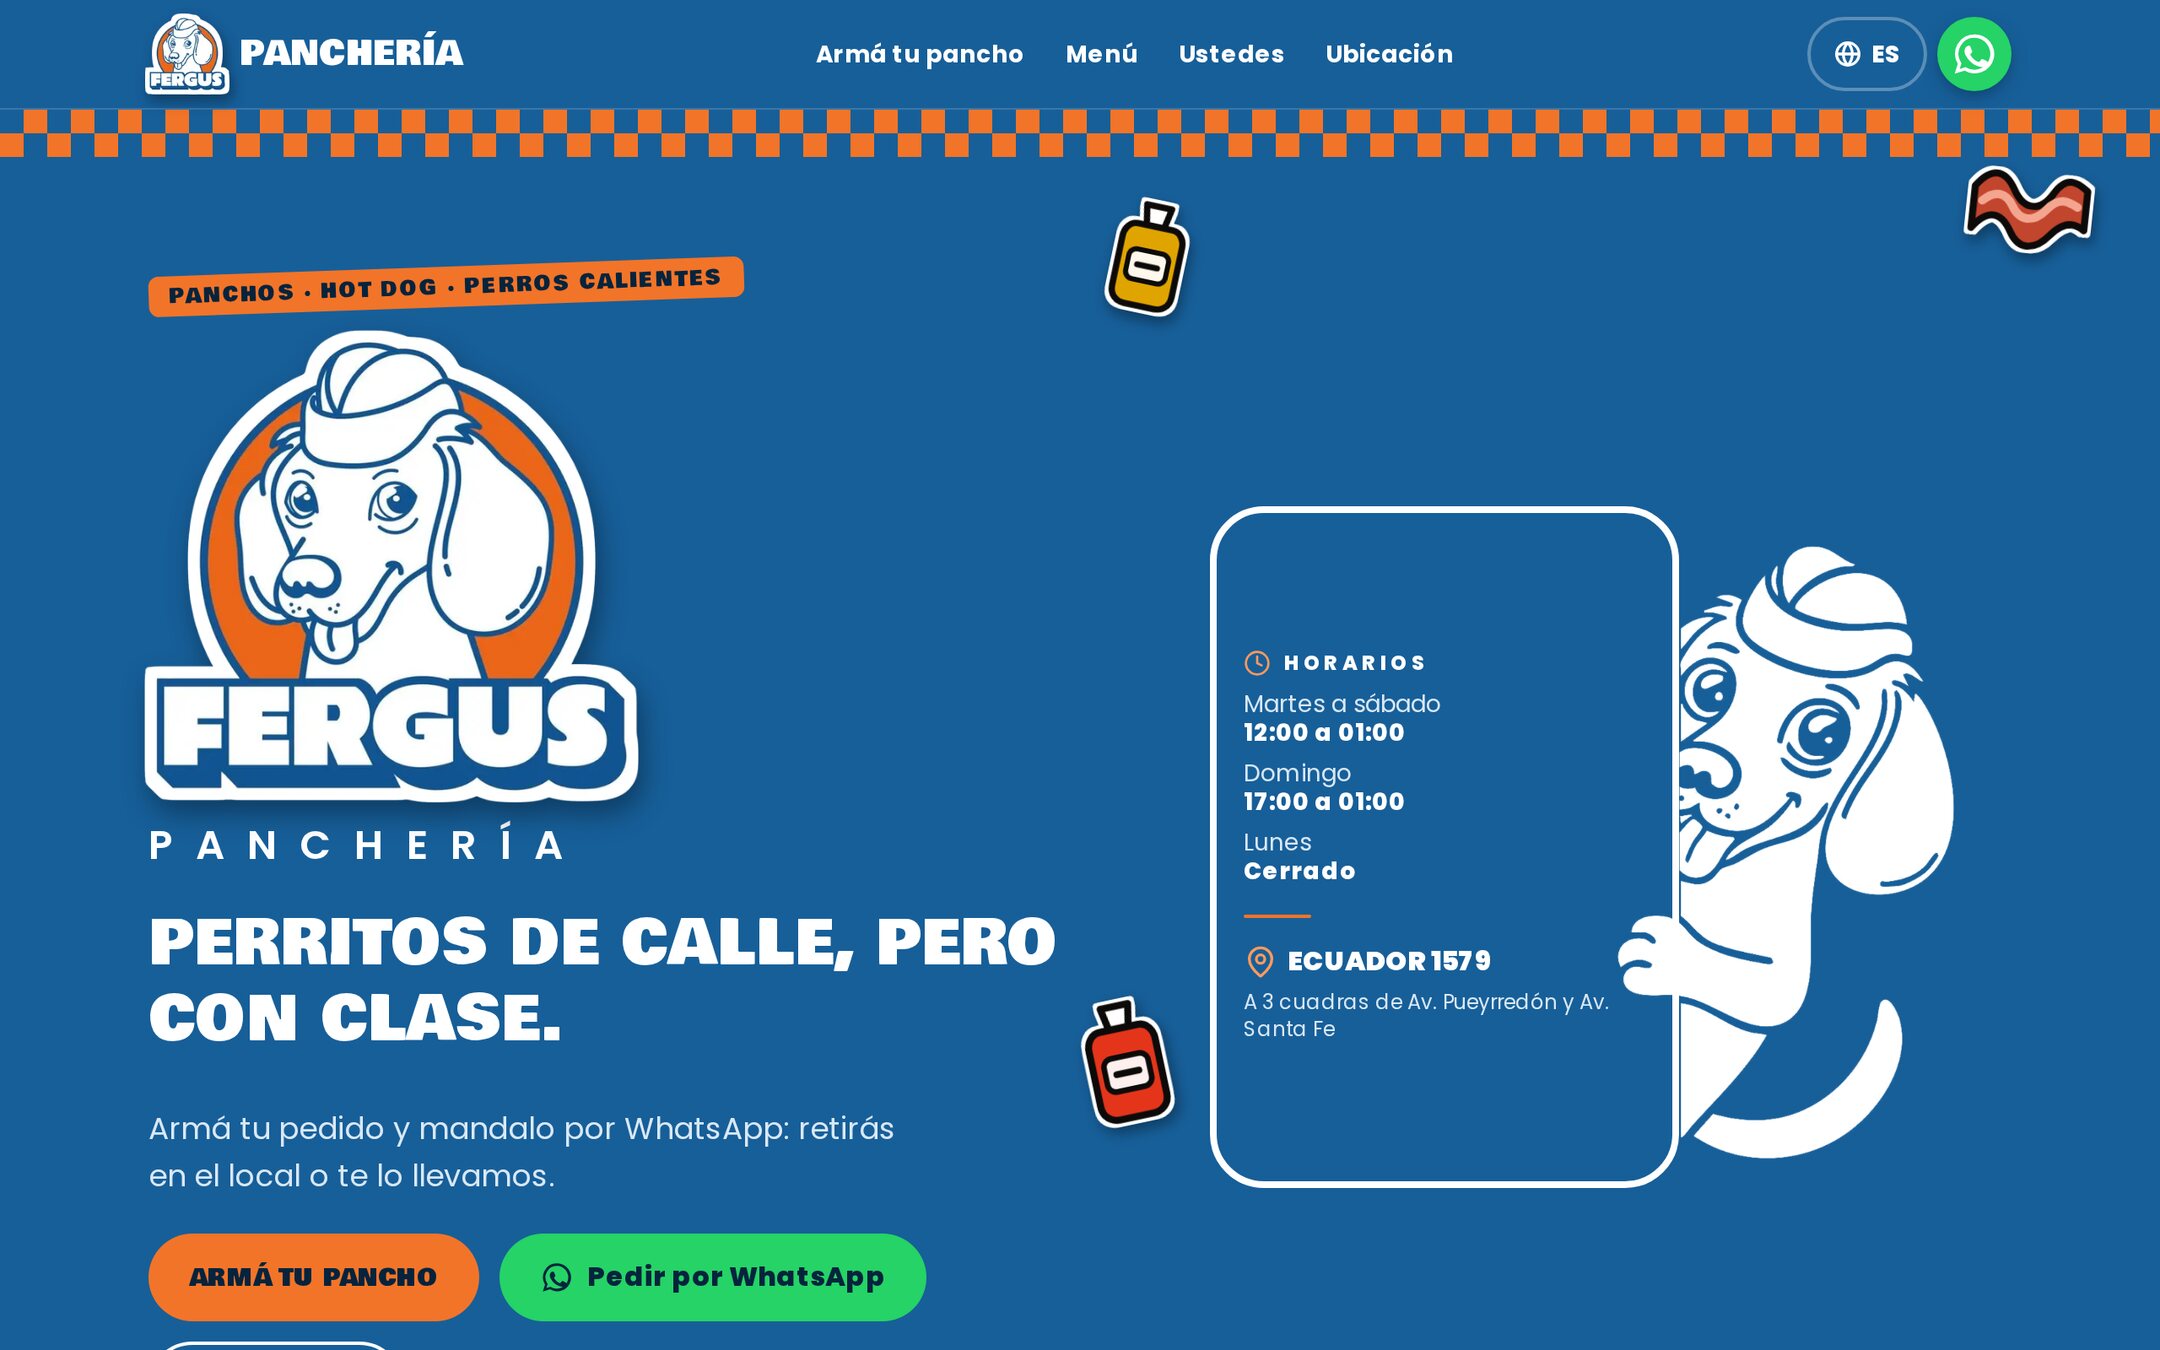 FERGUS
PANCHERÍA
Armá tu pancho
Menú
Ustedes
Ubicación
ES
PANCHOS · HOT DOG · PERROS CALIENTES
FERGUS
PANCHERÍA
PERRITOS DE CALLE, PERO
CON CLASE.
Armá tu pedido y mandalo por WhatsApp: retirás
en el local o te lo llevamos.
ARMÁ TU PANCHO
Pedir por WhatsApp
HORARIOS
Martes a sábado
12:00 a 01:00
Domingo
17:00 a 01:00
Lunes
Cerrado
ECUADOR 1579
A 3 cuadras de Av. Pueyrredón y Av.
Santa Fe